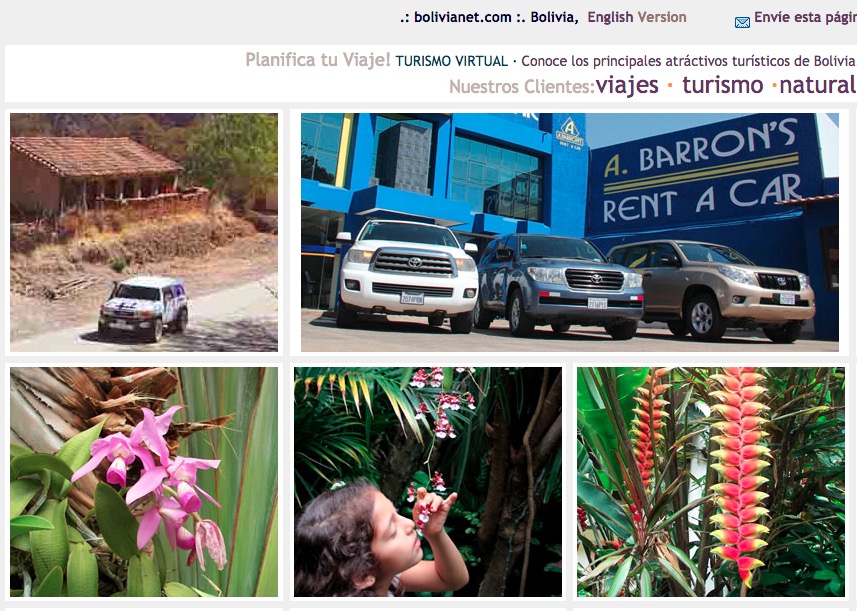 .: bolivianet.com :. Bolivia, English Version Envíe esta págin
Planifica tu Viaje! TURISMO VIRTUAL · Conoce los principales atráctivos turísticos de Bolivia
Nuestros Clientes:viajes · turismo ·natural
A. BARRON'S
RENT A CAR